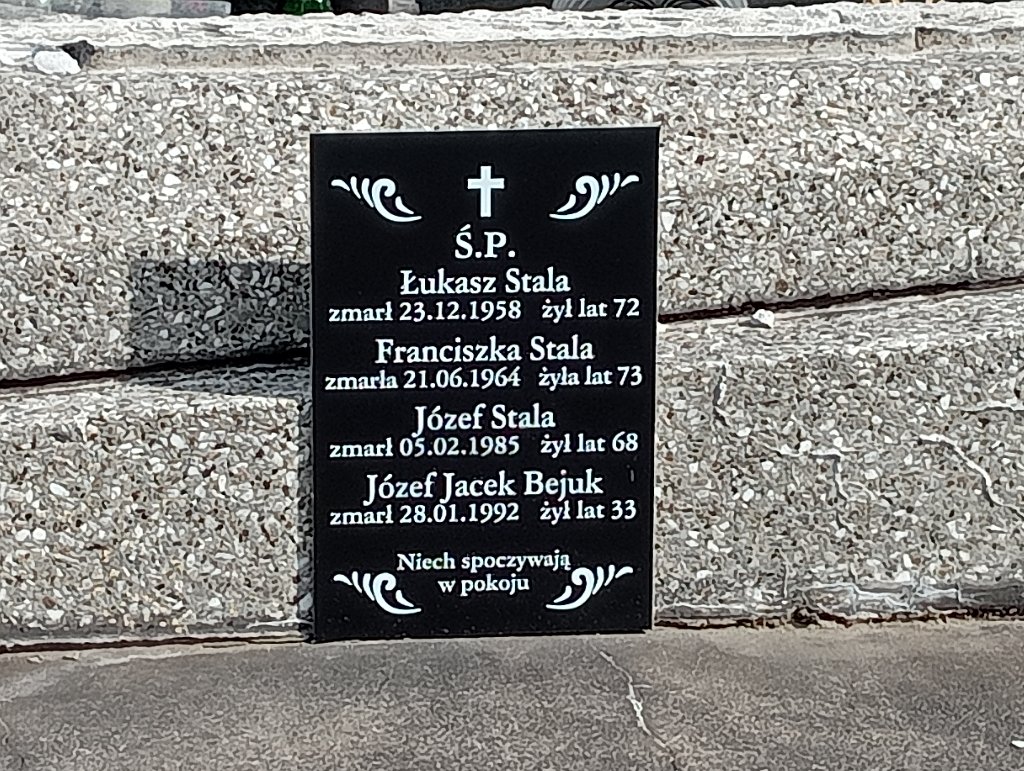 Ś.P.
Łukasz Stala
zmarł 23.12.1958 żył lat 72
Franciszka Stala
zmarła 21.06.1964 żyła lat 73
Józef Stala
zmarł 05.02.1985 żył lat 68
Józef Jacek Bejuk
zmarł 28.01.1992 żył lat 33
Niech spoczywają
w pokoju